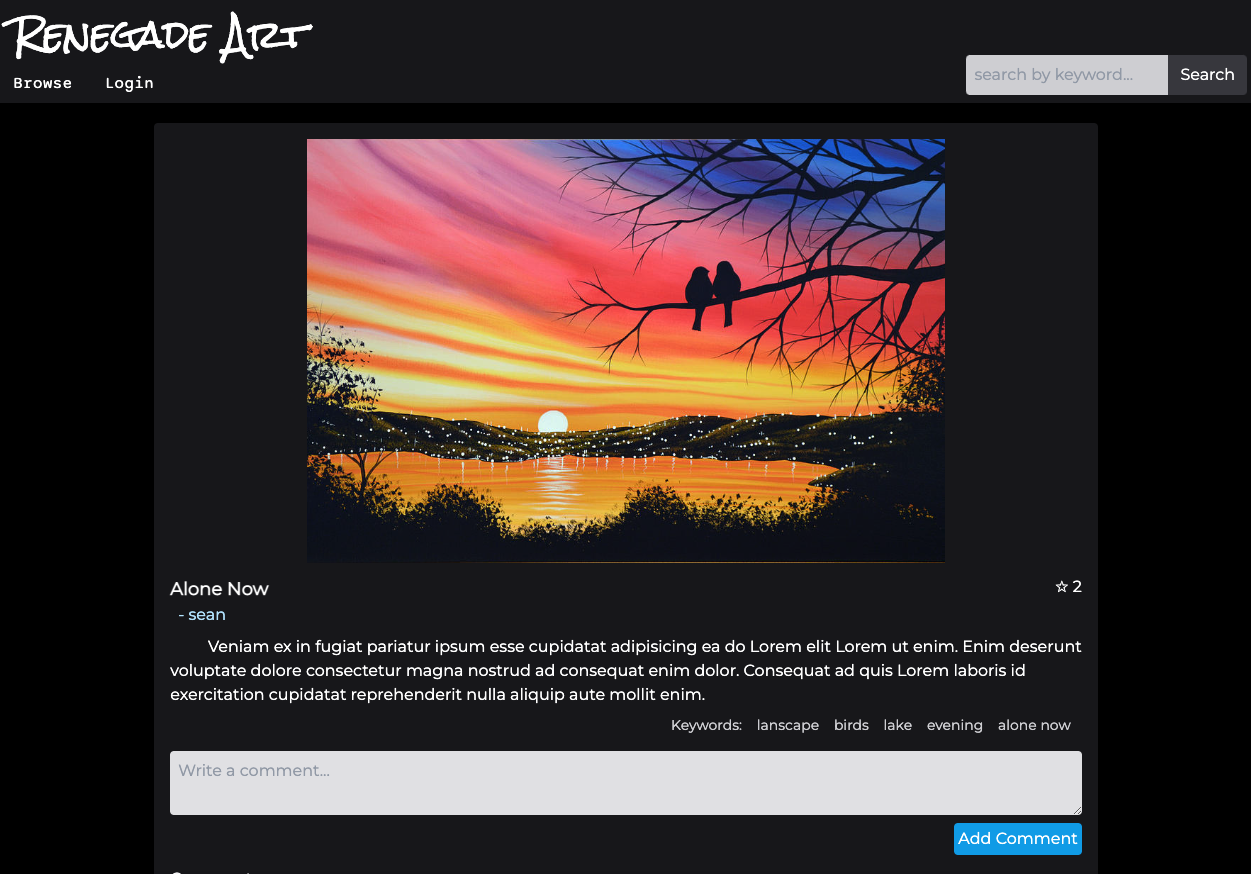 Renegade Art
Browse Login
search by keyword... Search
Alone Now
☆ 2
- sean
Veniam ex in fugiat pariatur ipsum esse cupidatat adipisicing ea do Lorem elit Lorem ut enim. Enim deserunt
voluptate dolore consectetur magna nostrud ad consequat enim dolor. Consequat ad quis Lorem laboris id
exercitation cupidatat reprehenderit nulla aliquip aute mollit enim.
Keywords: lanscape birds lake evening alone now
Write a comment...
Add Comment